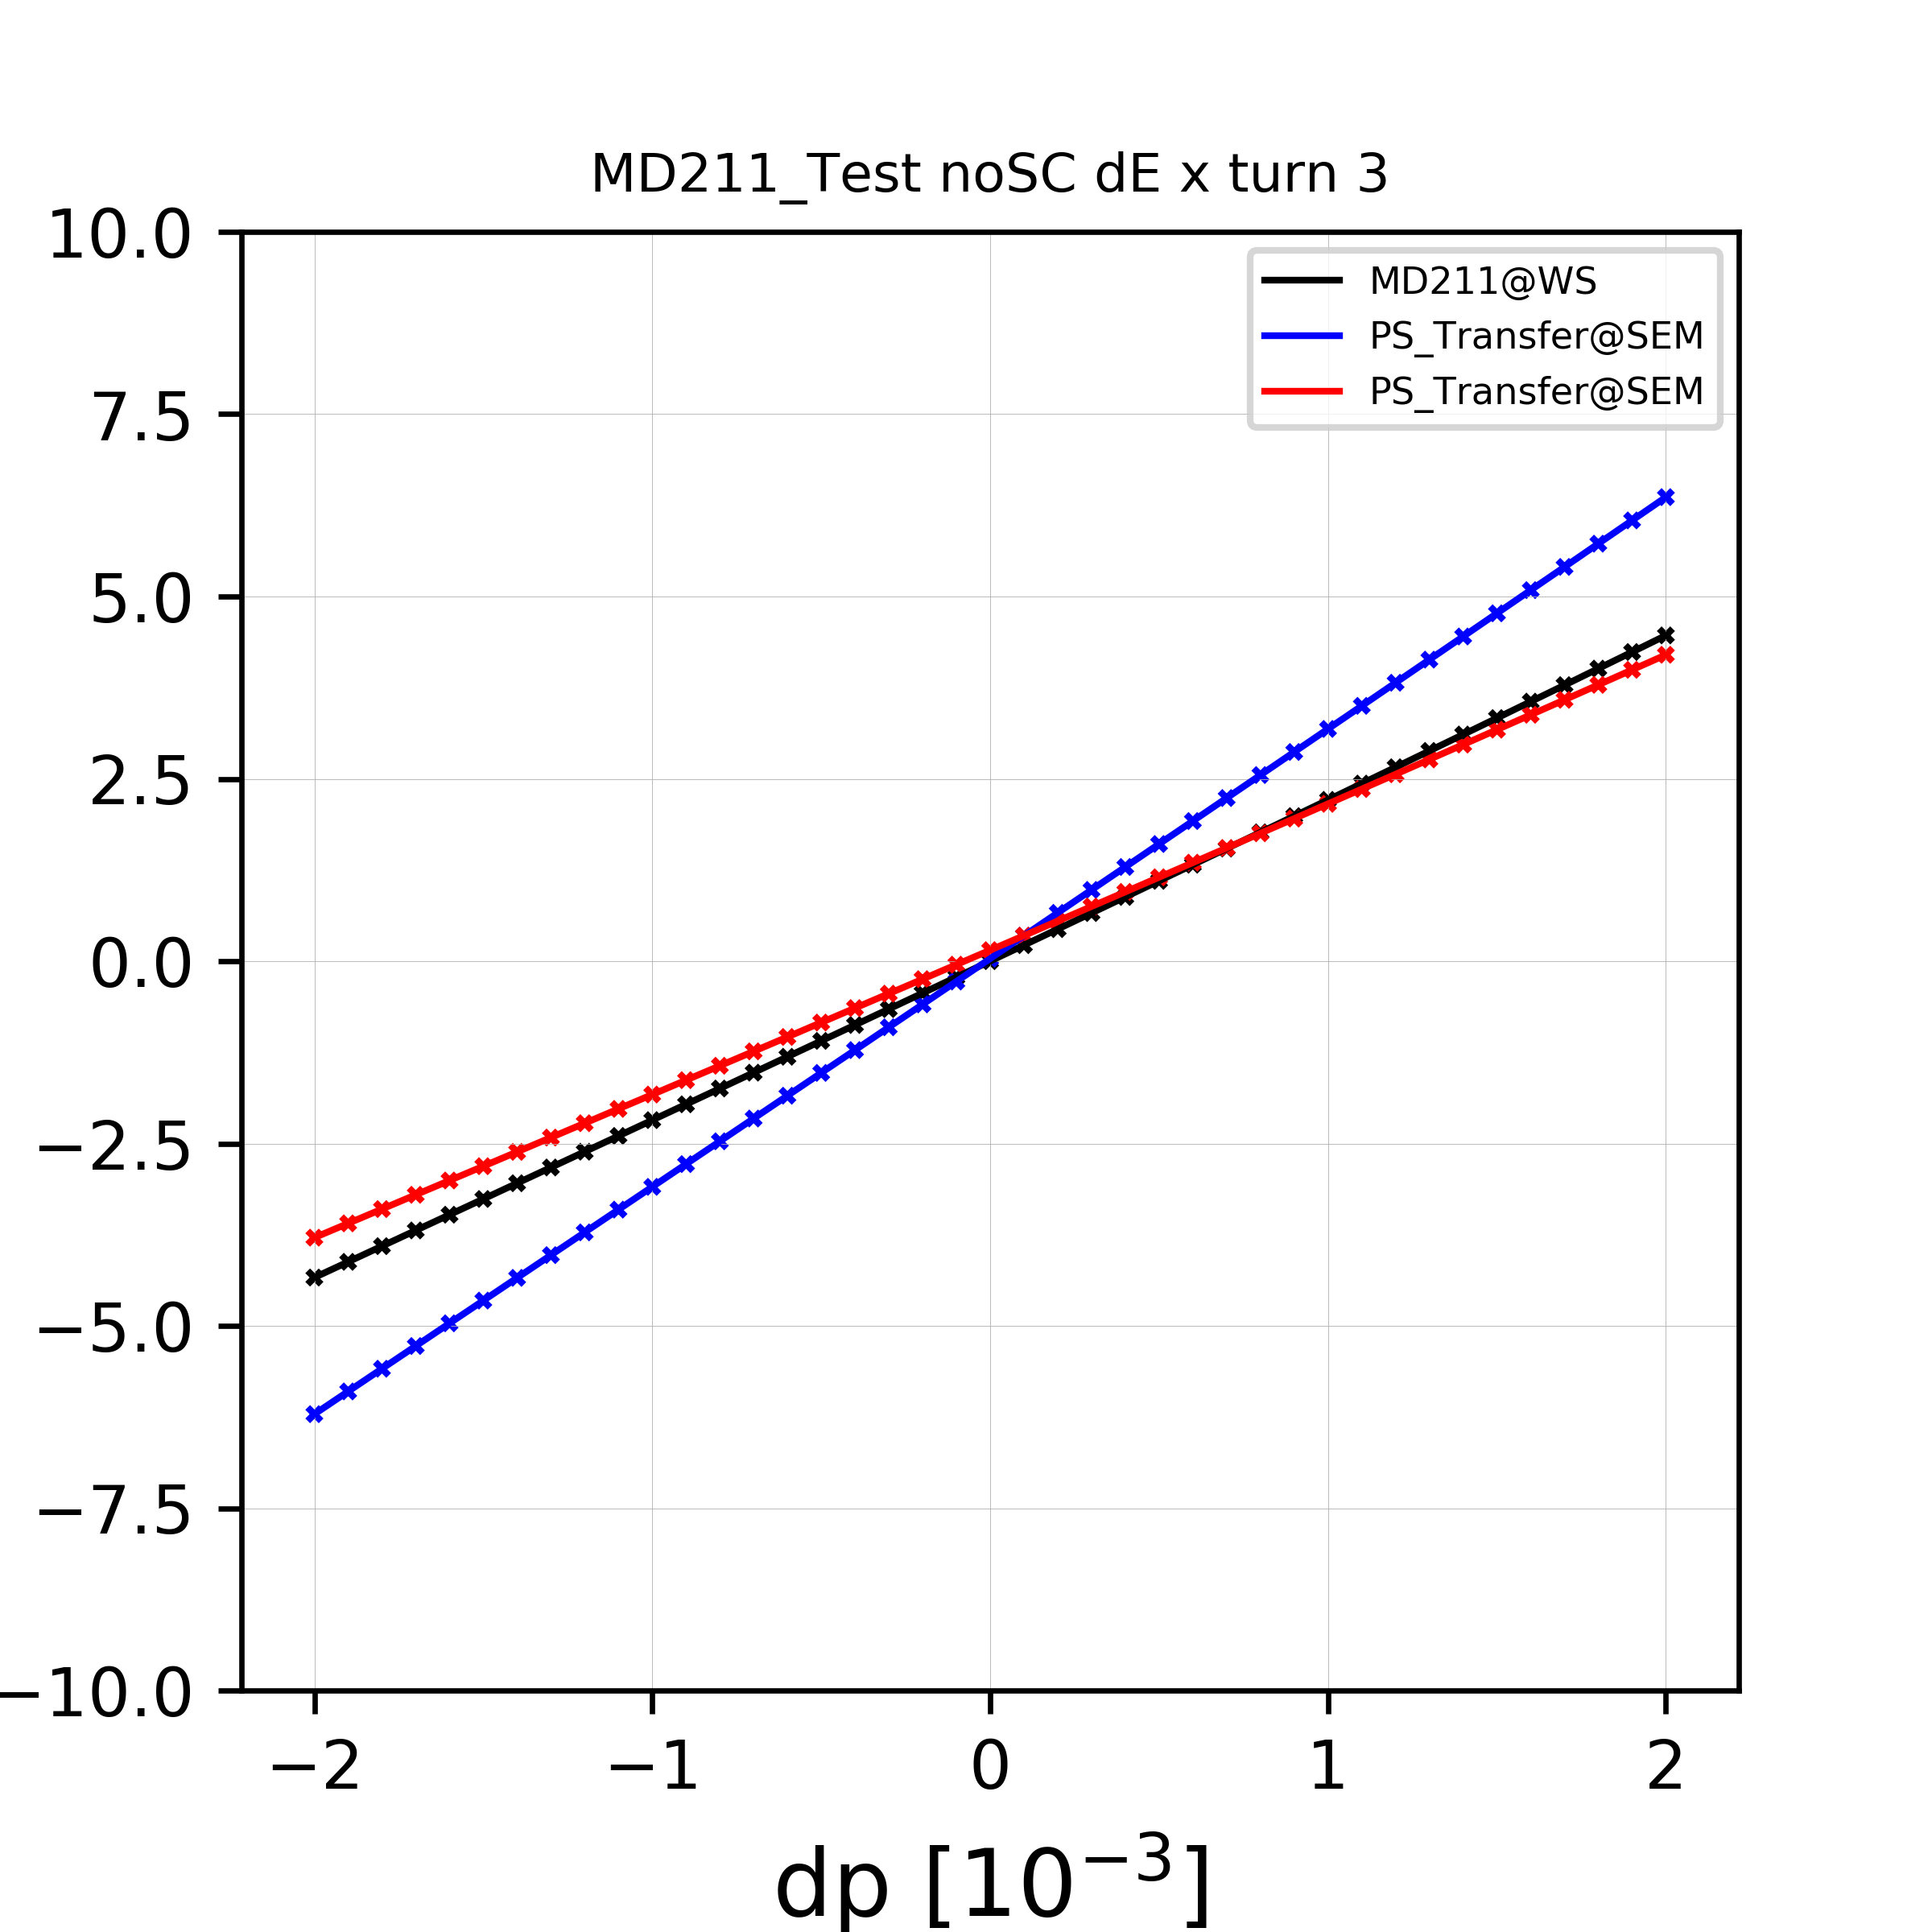 MD211_Test noSC dE x turn 3
10.0
7.5
5.0
2.5
0.0
−2.5
−5.0
−7.5
−10.0
MD211@WS
PS_Transfer@SEM
PS_Transfer@SEM
−2 −1 0 1 2
dp [10⁻³]